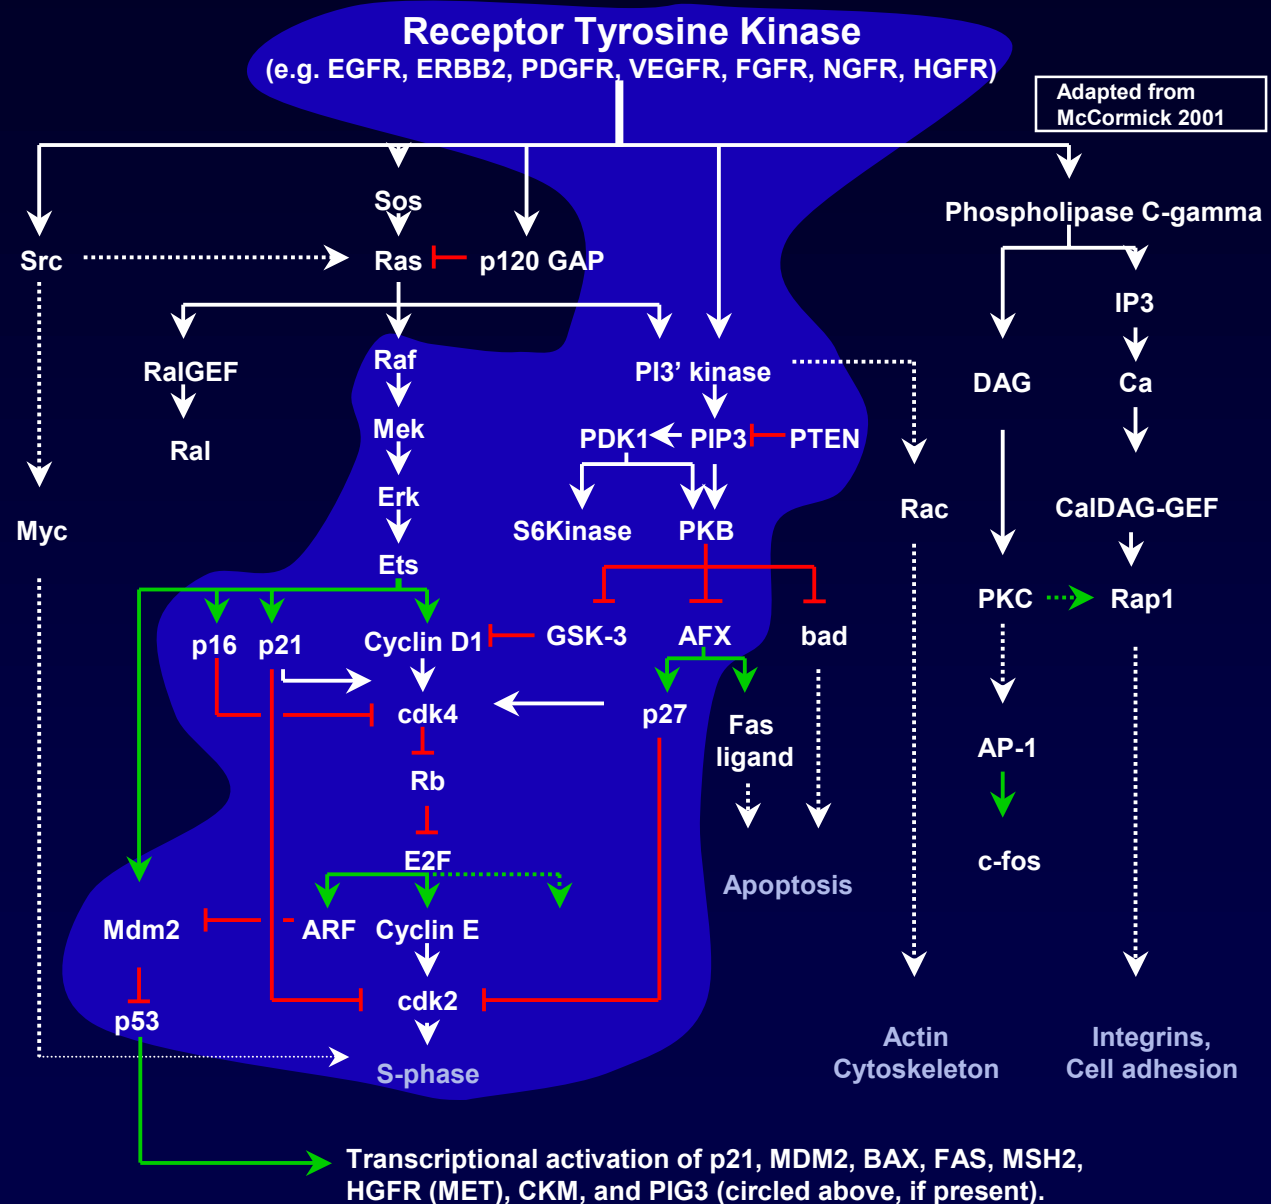 Receptor Tyrosine Kinase
(e.g. EGFR, ERBB2, PDGFR, VEGFR, FGFR, NGFR, HGFR)
Adapted from
McCormick 2001
Sos
Phospholipase C-gamma
Src
Ras
p120 GAP
IP3
RalGEF
Raf
PI3’ kinase
DAG
Ca
Ral
Mek
PDK1
PIP3
PTEN
Erk
Myc
S6Kinase
PKB
Rac
CalDAG-GEF
Ets
PKC
Rap1
p16
p21
Cyclin D1
GSK-3
AFX
bad
cdk4
p27
Fas
ligand
AP-1
Rb
E2F
c-fos
Apoptosis
Mdm2
ARF
Cyclin E
cdk2
p53
Actin
Cytoskeleton
Integrins,
Cell adhesion
S-phase
Transcriptional activation of p21, MDM2, BAX, FAS, MSH2,
HGFR (MET), CKM, and PIG3 (circled above, if present).